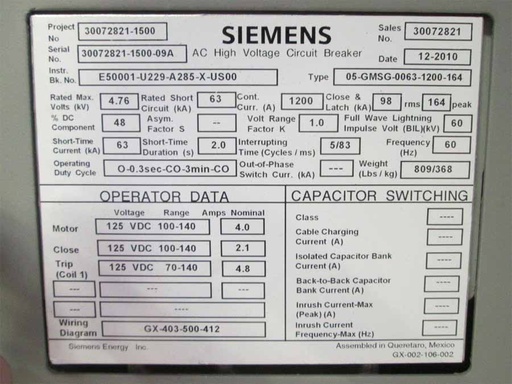 Project No 30072821-1500 SIEMENS Sales No. 30072821
Serial No. 30072821-1500-09A AC High Voltage Circuit Breaker Date 12-2010
Instr. Bk. No. E50001-U229-A285-X-US00 Type 05-GMSG-0063-1200-164
Rated Max. Volts (kV) 4.76 Rated Short Circuit (kA) 63 Cont. Curr. (A) 1200 Close & Latch (kA) 98 rms 164 peak
% DC Component 48 Asym. Factor S -- Volt Range Factor K 1.0 Full Wave Lightning Impulse Volt (BIL)(kV) 60
Short-Time Current (kA) 63 Short-Time Duration (s) 2.0 Interrupting Time (Cycles / ms) 5/83 Frequency (Hz) 60
Operating Duty Cycle O-0.3sec-CO-3min-CO Out-of-Phase Switch Curr. (kA) --- Weight (Lbs / kg) 809/368
OPERATOR DATA
Voltage Range Amps Nominal
Motor 125 VDC 100-140 4.0
Close 125 VDC 100-140 2.1
Trip (Coil 1) 125 VDC 70-140 4.8
--- --- ---
--- ----
Wiring Diagram GX-403-500-412
Siemens Energy Inc.
CAPACITOR SWITCHING
Class ----
Cable Charging Current (A) ----
Isolated Capacitor Bank Current (A) ----
Back-to-Back Capacitor Bank Current (A) ----
Inrush Current-Max (Peak) (A) ----
Inrush Current Frequency-Max (Hz) ----
Assembled in Queretaro, Mexico
GX-002-106-002